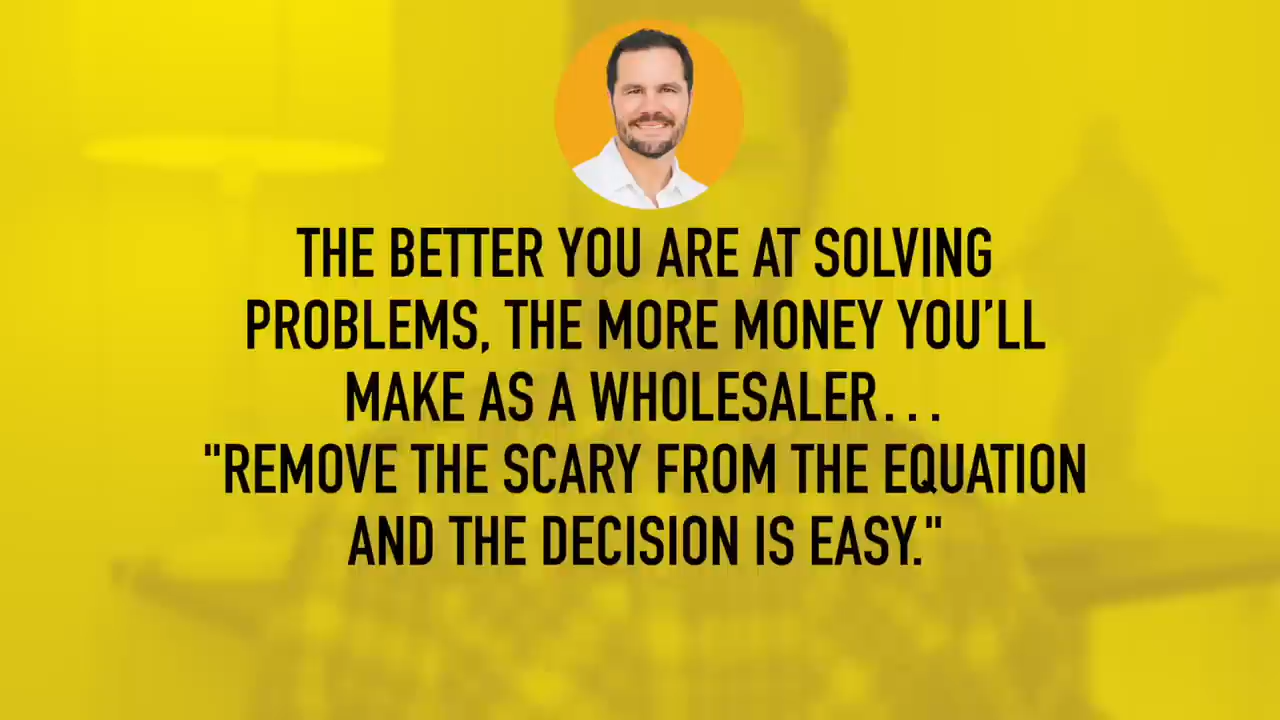 THE BETTER YOU ARE AT SOLVING
PROBLEMS, THE MORE MONEY YOU’LL
MAKE AS A WHOLESALER...
"REMOVE THE SCARY FROM THE EQUATION
AND THE DECISION IS EASY."